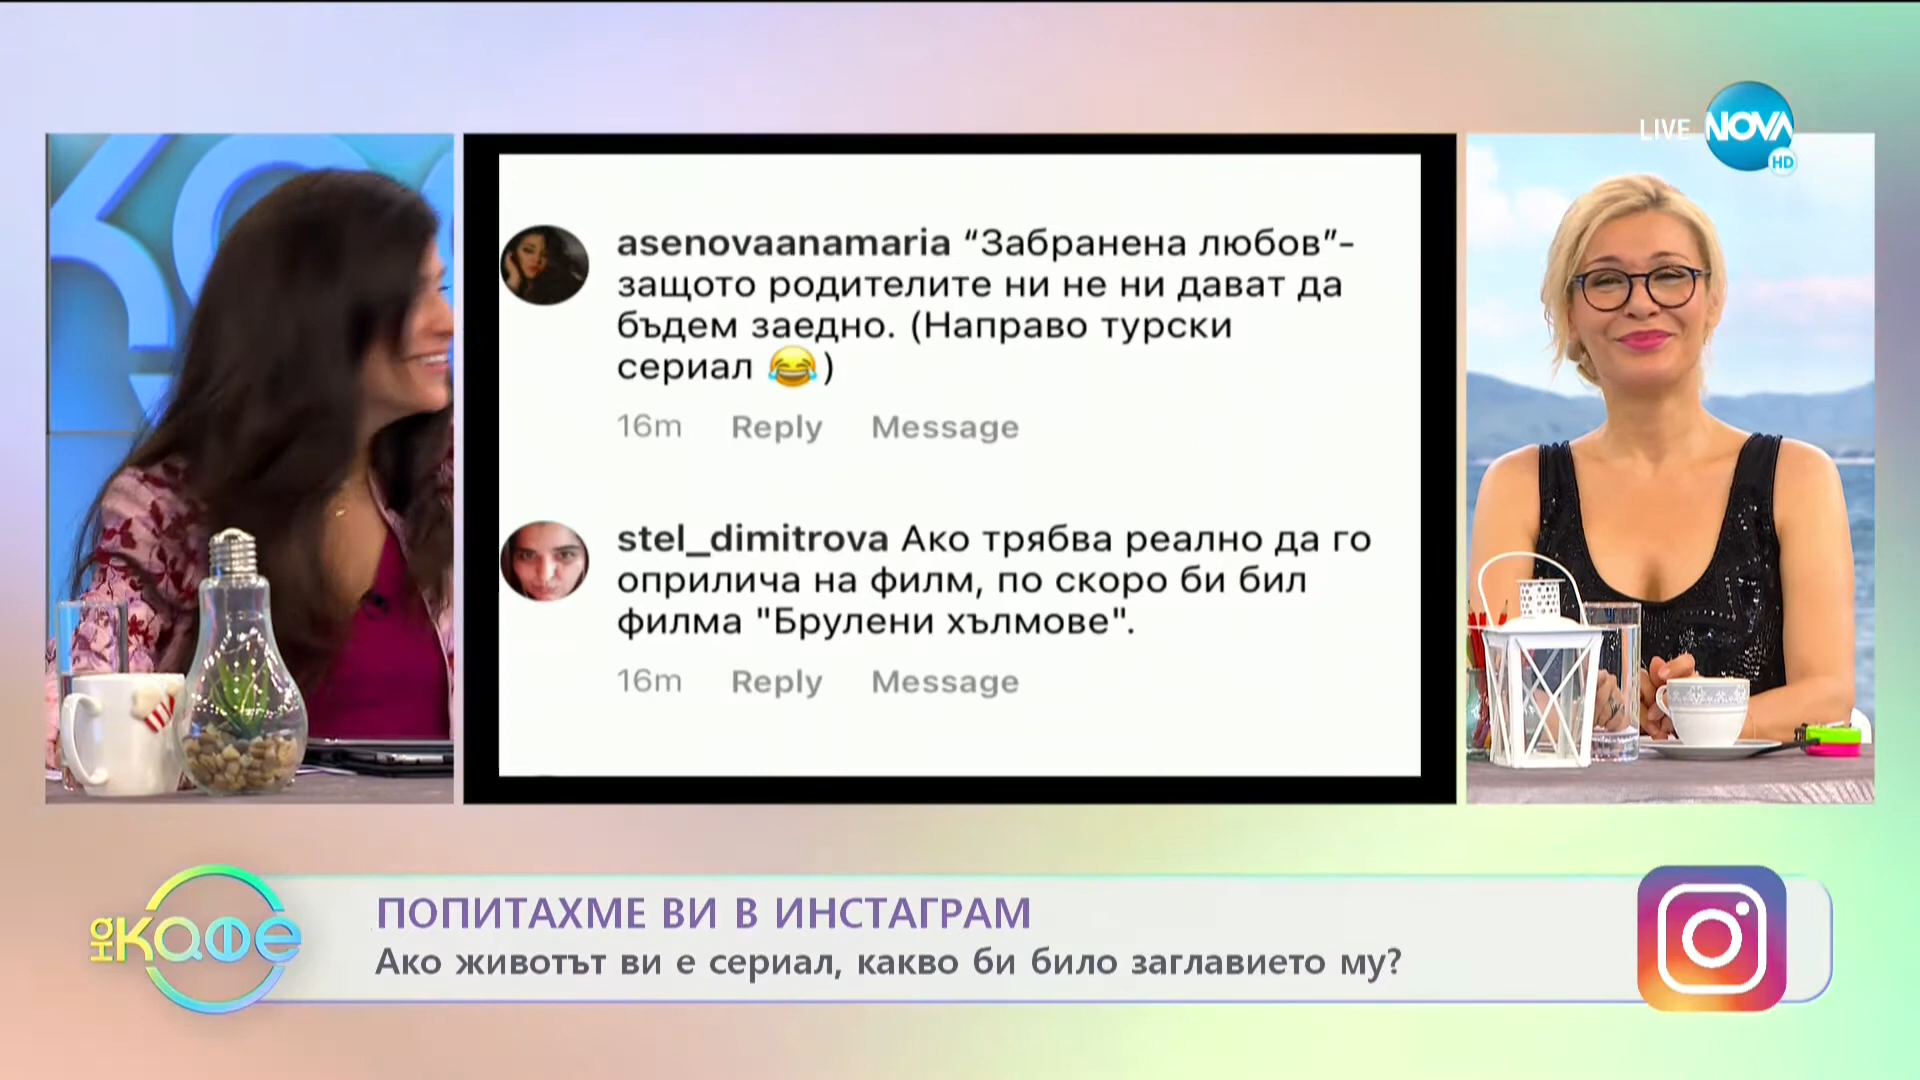 LIVE NOVA
HD
asenovaanamaria “Забранена любов”-
защото родителите ни не ни дават да
бъдем заедно. (Направо турски
сериал 😂)
16m Reply Message
stel_dimitrova Ако трябва реално да го
оприлича на филм, по скоро би бил
филма "Брулени хълмове".
16m Reply Message
ПОПИТАХМЕ ВИ В ИНСТАГРАМ
на кафе
Ако животът ви е сериал, какво би било заглавието му?